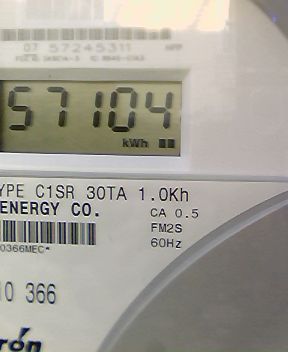 07 57245311
57104
kWh
YPE C1SR 30TA 1.0Kh
ENERGY CO.
CA 0.5
FM2S
60Hz
0366MEC*
10 366
rón